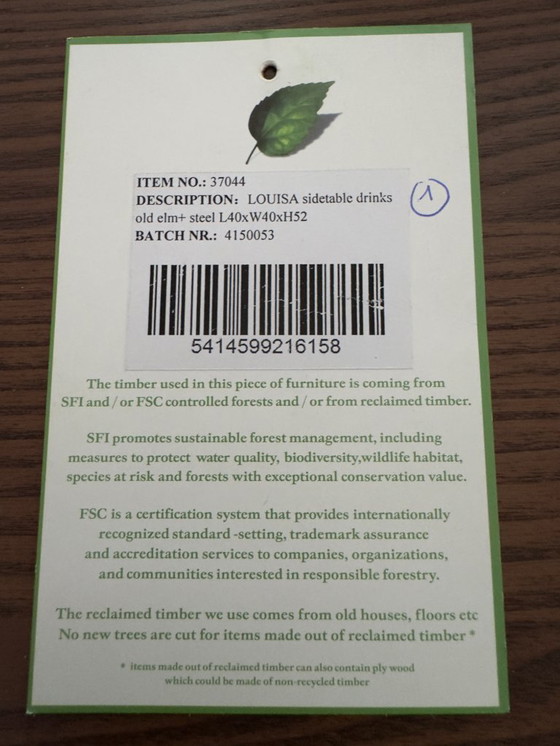 ITEM NO.: 37044
DESCRIPTION: LOUISA sidetable drinks
old elm+ steel L40xW40xH52
BATCH NR.: 4150053
1
5414599216158
The timber used in this piece of furniture is coming from
SFI and / or FSC controlled forests and / or from reclaimed timber.
SFI promotes sustainable forest management, including
measures to protect water quality, biodiversity,wildlife habitat,
species at risk and forests with exceptional conservation value.
FSC is a certification system that provides internationally
recognized standard -setting, trademark assurance
and accreditation services to companies, organizations,
and communities interested in responsible forestry.
The reclaimed timber we use comes from old houses, floors etc
No new trees are cut for items made out of reclaimed timber *
* items made out of reclaimed timber can also contain ply wood
which could be made of non-recycled timber